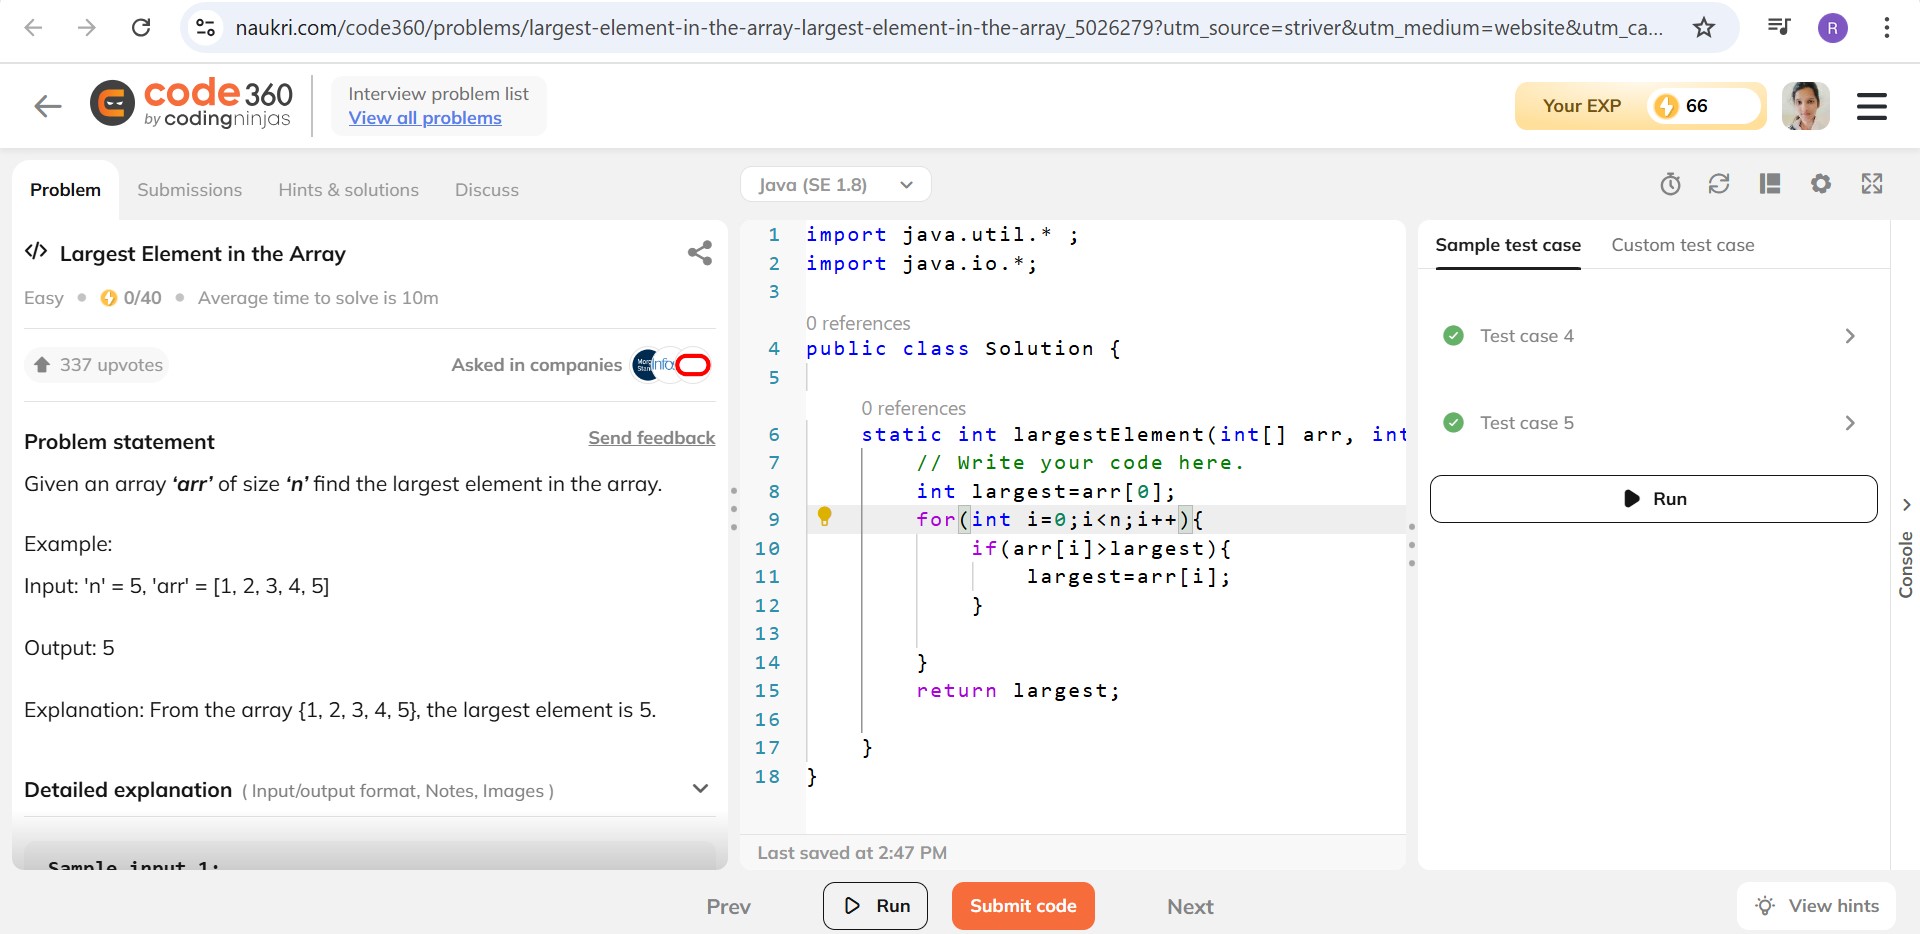 naukri.com/code360/problems/largest-element-in-the-array-largest-element-in-the-array_5026279?utm_source=striver&utm_medium=website&utm_ca...
R
code 360
by codingninjas
Interview problem list
View all problems
Your EXP 66
Problem Submissions Hints & solutions Discuss
Largest Element in the Array
Easy 0/40 Average time to solve is 10m
337 upvotes Asked in companies
Problem statement Send feedback
Given an array ‘arr’ of size ‘n’ find the largest element in the array.
Example:
Input: 'n' = 5, 'arr' = [1, 2, 3, 4, 5]
Output: 5
Explanation: From the array {1, 2, 3, 4, 5}, the largest element is 5.
Detailed explanation ( Input/output format, Notes, Images )
Sample input 1:
Java (SE 1.8)
1 import java.util.* ;
2 import java.io.*;
3
0 references
4 public class Solution {
5
0 references
6 static int largestElement(int[] arr, int
7 // Write your code here.
8 int largest=arr[0];
9 for(int i=0;i<n;i++){
10 if(arr[i]>largest){
11 largest=arr[i];
12 }
13
14 }
15 return largest;
16
17 }
18 }
Last saved at 2:47 PM
Sample test case Custom test case
Test case 4
Test case 5
Run
Console
Prev Run Submit code Next
View hints